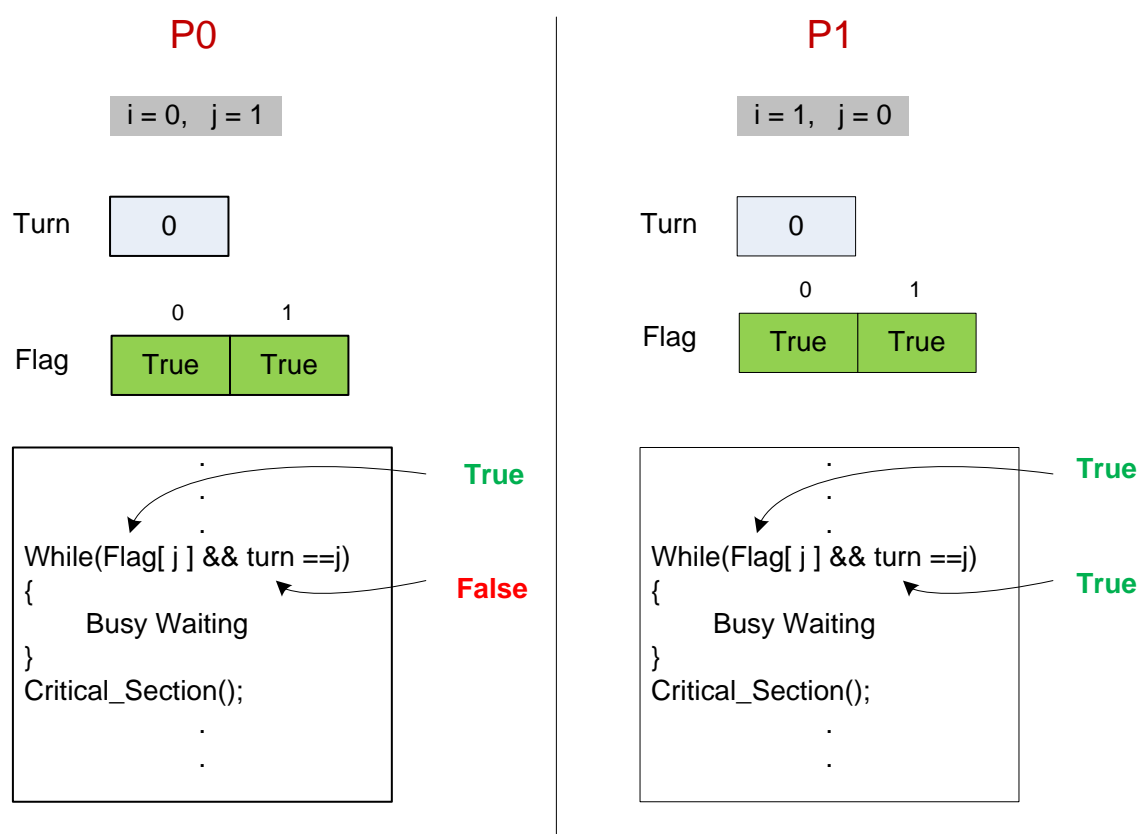 P0
i = 0, j = 1
Turn 0
0 1
Flag True True
.
.
.
True
While(Flag[ j ] && turn ==j)
{
False
Busy Waiting
}
Critical_Section();
.
.
P1
i = 1, j = 0
Turn 0
0 1
Flag True True
.
.
.
True
While(Flag[ j ] && turn ==j)
{
True
Busy Waiting
}
Critical_Section();
.
.